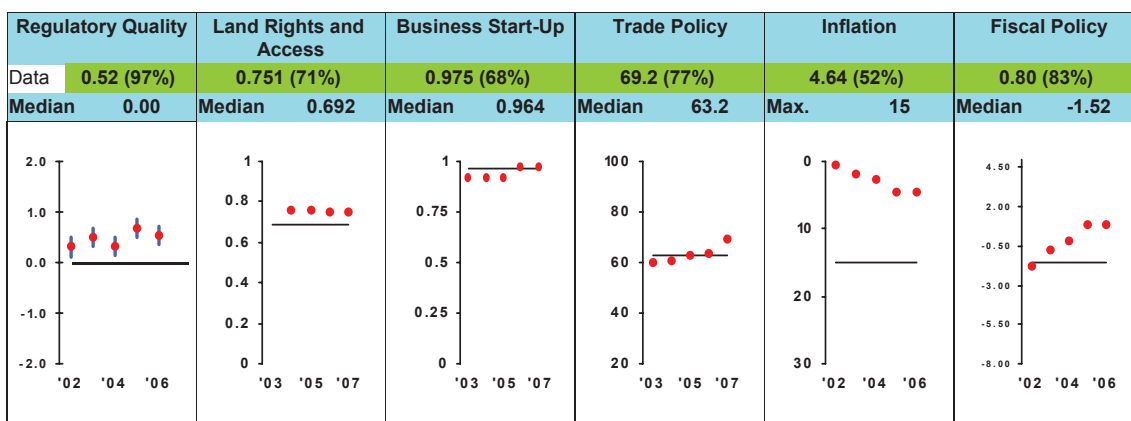 Regulatory Quality
Land Rights and
Access
Business Start-Up
Trade Policy
Inflation
Fiscal Policy
Data 0.52 (97%)
0.751 (71%)
0.975 (68%)
69.2 (77%)
4.64 (52%)
0.80 (83%)
Median 0.00
Median 0.692
Median 0.964
Median 63.2
Max. 15
Median -1.52
2.0
1.0
0.0
-1.0
-2.0
'02 '04 '06
1
0.8
0.6
0.4
0.2
0
'03 '05 '07
1
0.75
0.5
0.25
0
'03 '05 '07
100
80
60
40
20
'03 '05 '07
0
10
20
30
'02 '04 '06
4.50
2.00
-0.50
-3.00
-5.50
-8.00
'02 '04 '06